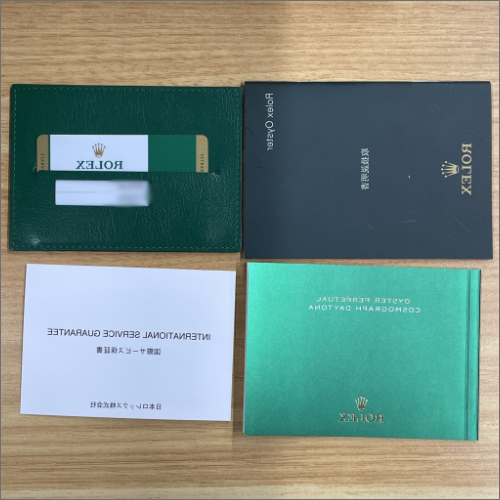 ROLEX
Rolex Oyster
取扱説明書
ROLEX
INTERNATIONAL SERVICE GUARANTEE
国際サービス保証書
日本ロレックス株式会社
OYSTER PERPETUAL
COSMOGRAPH DAYTONA
ROLEX